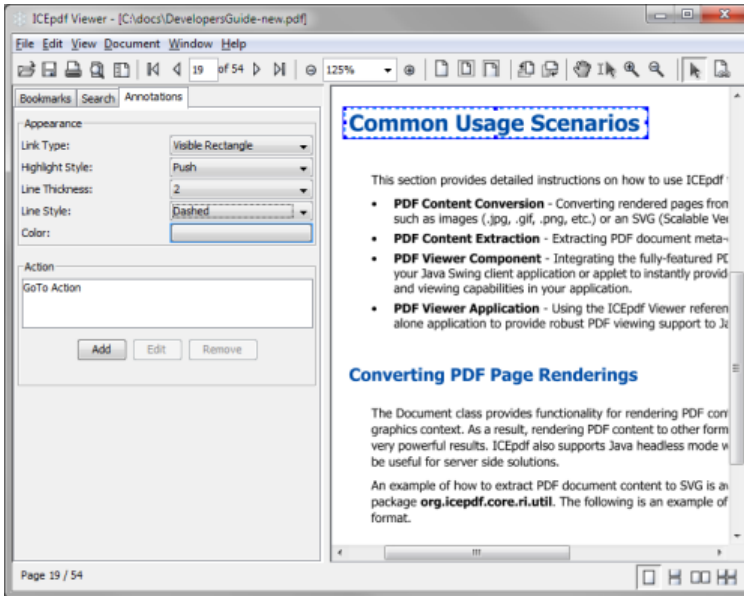 ICEpdf Viewer - [C:\docs\DevelopersGuide-new.pdf]
File Edit View Document Window Help
19 of 54 125%
Bookmarks Search Annotations
Appearance
Link Type: Visible Rectangle
Highlight Style: Push
Line Thickness: 2
Line Style: Dashed
Color:
Action
GoTo Action
Add Edit Remove
Common Usage Scenarios
This section provides detailed instructions on how to use ICEpdf
• PDF Content Conversion - Converting rendered pages from
such as images (.jpg, .gif, .png, etc.) or an SVG (Scalable
• PDF Content Extraction - Extracting PDF document meta-
• PDF Viewer Component - Integrating the fully-featured
your Java Swing client application or applet to instantly
and viewing capabilities in your application.
• PDF Viewer Application - Using the ICEpdf Viewer
alone application to provide robust PDF viewing support to
Converting PDF Page Renderings
The Document class provides functionality for rendering PDF
graphics context. As a result, rendering PDF content to other
very powerful results. ICEpdf also supports Java headless mode
be useful for server side solutions.
An example of how to extract PDF document content to SVG is
package org.icepdf.core.ri.util. The following is an example of
format.
Page 19 / 54